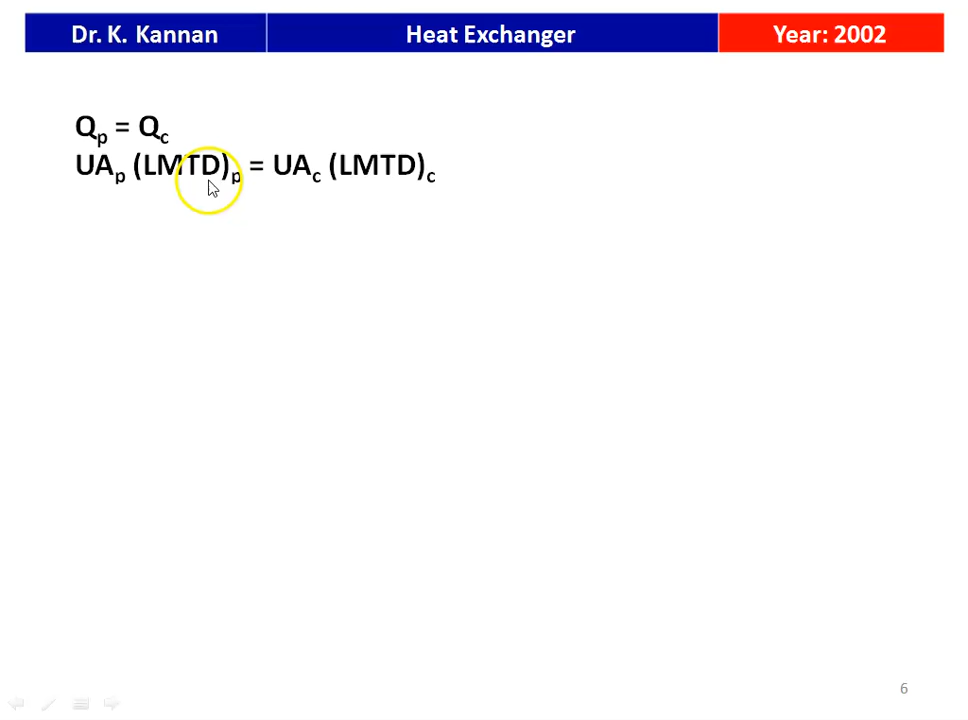 Dr. K. Kannan Heat Exchanger Year: 2002
Qp = Qc
UAp (LMTD)p = UAc (LMTD)c
6